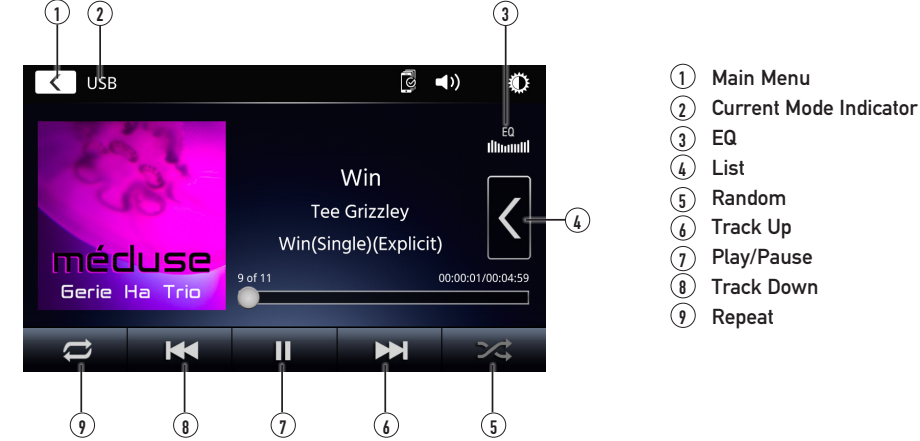 1 2 3
USB
EQ
méduse
Gerie Ha Trio
Win
Tee Grizzley
Win(Single)(Explicit)
9 of 11 00:00:01/00:04:59
4
9 8 7 6 5
1 Main Menu
2 Current Mode Indicator
3 EQ
4 List
5 Random
6 Track Up
7 Play/Pause
8 Track Down
9 Repeat